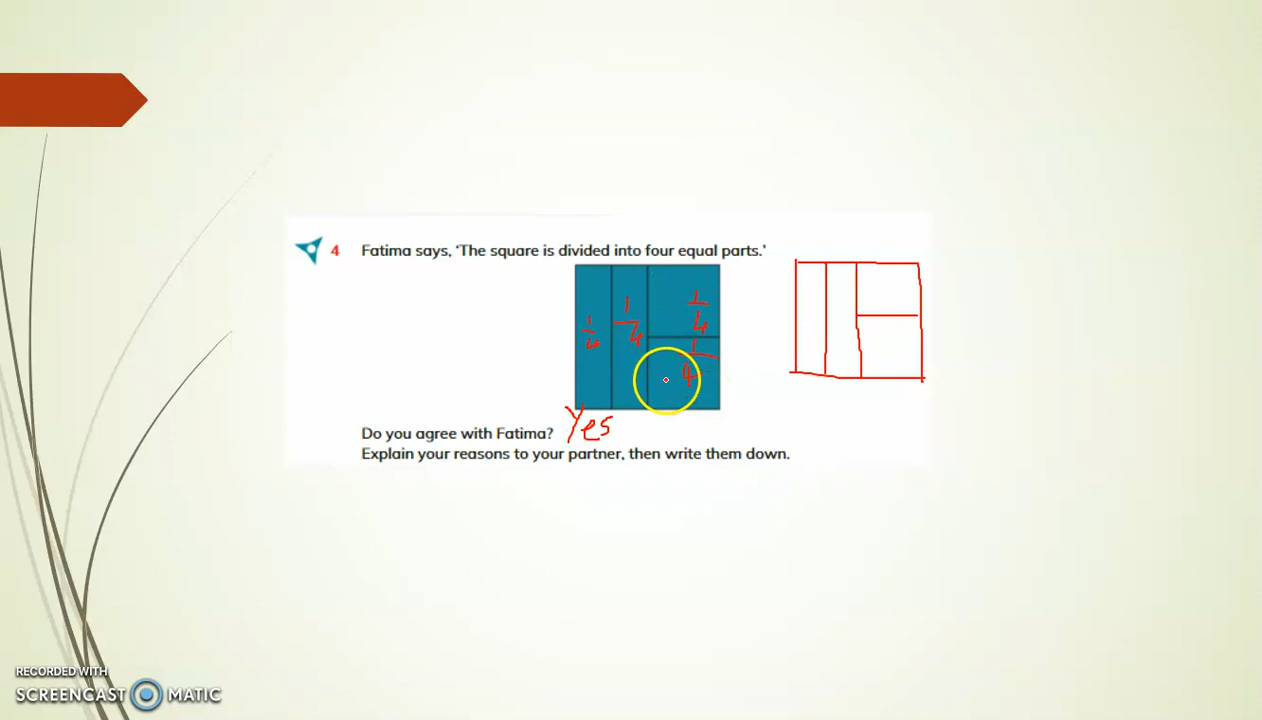 4 Fatima says, 'The square is divided into four equal parts.'
1/4 1/4 1/4
1/4
Do you agree with Fatima? Yes
Explain your reasons to your partner, then write them down.
RECORDED WITH
SCREENCAST MATIC